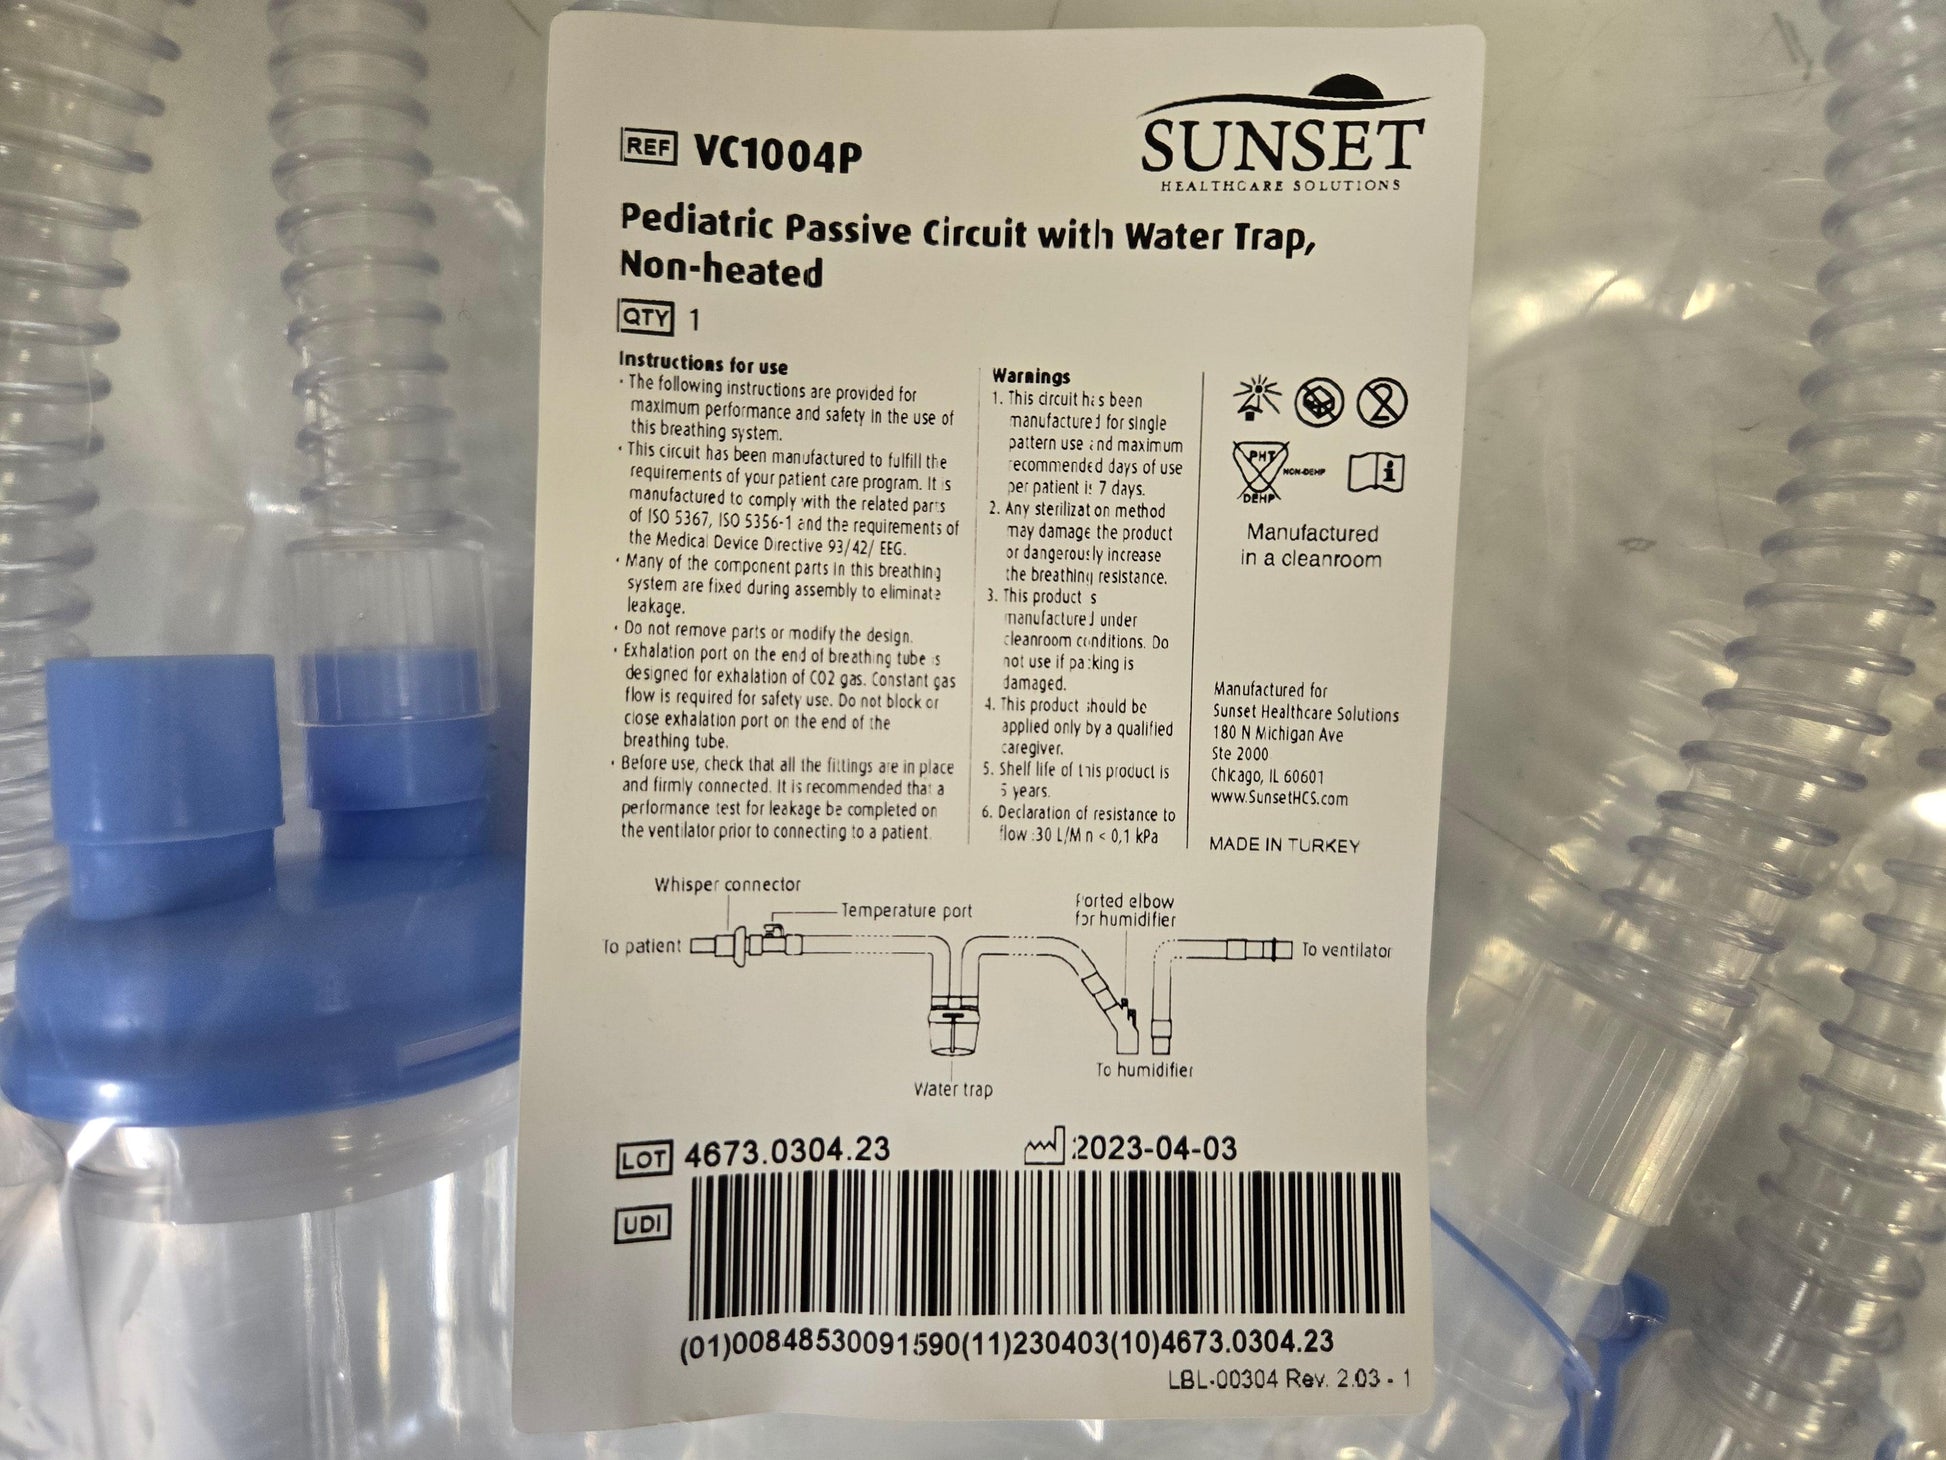 SUNSET
HEALTHCARE SOLUTIONS
REF VC1004P
Pediatric Passive Circuit with Water Trap,
Non-heated
QTY 1
Instructions for use
· The following instructions are provided for
maximum performance and safety in the use of
this breathing system.
· This circuit has been manufactured to fulfill the
requirements of your patient care program. It is
manufactured to comply with the related parts
of ISO 5367, ISO 5356-1 and the requirements of
the Medical Device Directive 93/42/ EEG.
· Many of the component parts in this breathing
system are fixed during assembly to eliminate
leakage.
· Do not remove parts or modify the design.
· Exhalation port on the end of breathing tube is
designed for exhalation of CO2 gas. Constant gas
flow is required for safety use. Do not block or
close exhalation port on the end of the
breathing tube.
· Before use, check that all the fittings are in place
and firmly connected. It is recommended that a
performance test for leakage be completed on
the ventilator prior to connecting to a patient.
Warnings
1. This circuit has been
manufactured for single
pattern use and maximum
recommended days of use
per patient is 7 days.
2. Any sterilization method
may damage the product
or dangerously increase
the breathing resistance.
3. This product is
manufactured under
cleanroom conditions. Do
not use if packing is
damaged.
4. This product should be
applied only by a qualified
caregiver.
5. Shelf life of this product is
5 years.
6. Declaration of resistance to
flow :30 L/Min < 0,1 kPa
2
PHT
NON-DEHP
DEHP
i
Manufactured
in a cleanroom
Manufactured for
Sunset Healthcare Solutions
180 N Michigan Ave
Ste 2000
Chicago, IL 60601
www.SunsetHCS.com
MADE IN TURKEY
Whisper connector
Temperature port
Ported elbow
for humidifier
To patient
To ventilator
To humidifier
Water trap
LOT 4673.0304.23
2023-04-03
UDI
(01)00848530091590(11)230403(10)4673.0304.23
LBL-00304 Rev. 2.03 - 1